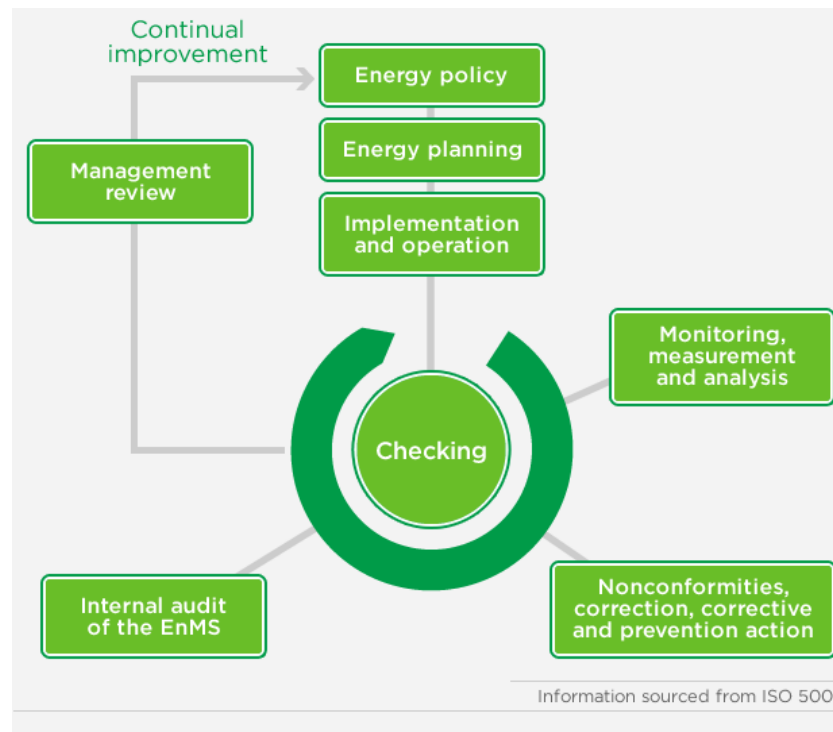 Continual
improvement
Energy policy
Energy planning
Management
review
Implementation
and operation
Monitoring,
measurement
and analysis
Checking
Internal audit
of the EnMS
Nonconformities,
correction, corrective
and prevention action
Information sourced from ISO 500